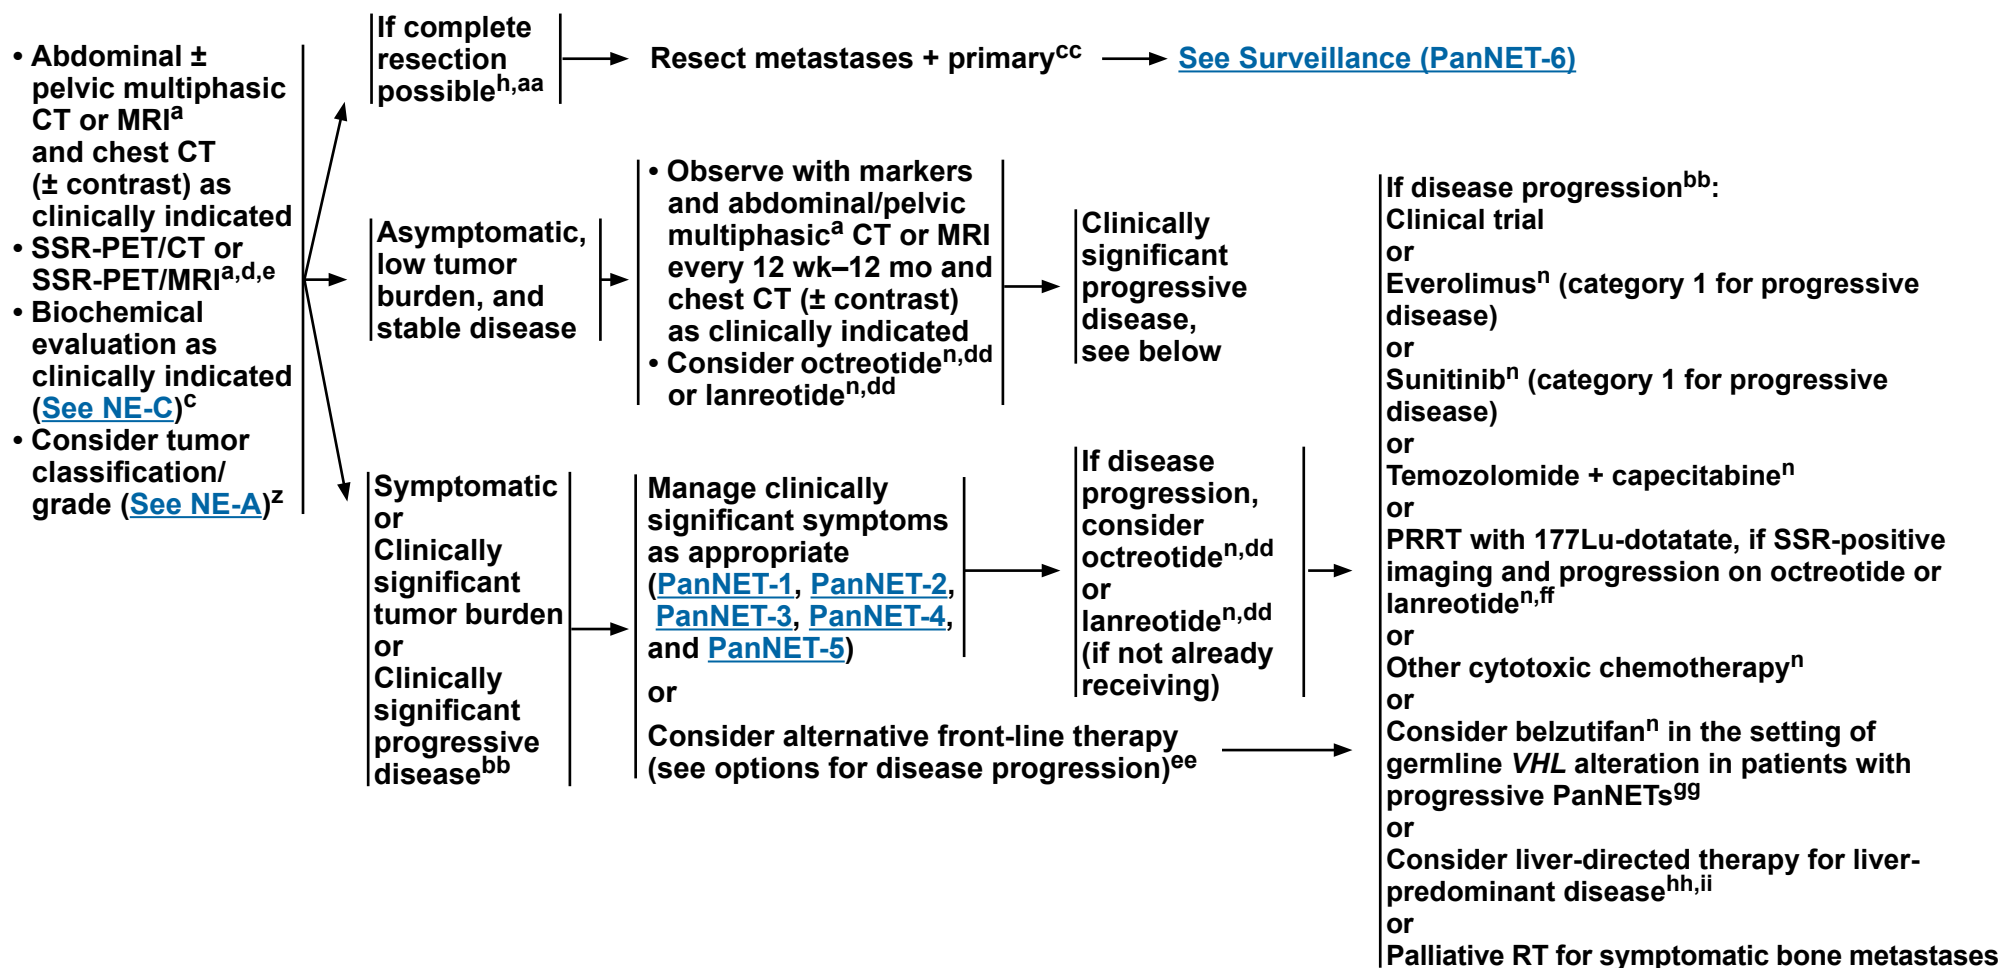 • Abdominal ±
pelvic multiphasic
CT or MRIa
and chest CT
(± contrast) as
clinically indicated
• SSR-PET/CT or
SSR-PET/MRIa,d,e
• Biochemical
evaluation as
clinically indicated
(See NE-C)c
• Consider tumor
classification/
grade (See NE-A)z
If complete
resection
possibleh,aa
Resect metastases + primarycc
See Surveillance (PanNET-6)
Asymptomatic,
low tumor
burden, and
stable disease
• Observe with markers
and abdominal/pelvic
multiphasica CT or MRI
every 12 wk–12 mo and
chest CT (± contrast)
as clinically indicated
• Consider octreotiden,dd
or lanreotiden,dd
Clinically
significant
progressive
disease,
see below
Symptomatic
or
Clinically
significant
tumor burden
or
Clinically
significant
progressive
diseasebb
Manage clinically
significant symptoms
as appropriate
(PanNET-1, PanNET-2,
PanNET-3, PanNET-4,
and PanNET-5)
or
Consider alternative front-line therapy
(see options for disease progression)ee
If disease
progression,
consider
octreotiden,dd
or
lanreotiden,dd
(if not already
receiving)
If disease progressionbb:
Clinical trial
or
Everolimusn (category 1 for progressive
disease)
or
Sunitinibn (category 1 for progressive
disease)
or
Temozolomide + capecitabinen
or
PRRT with 177Lu-dotatate, if SSR-positive
imaging and progression on octreotide or
lanreotiden,ff
or
Other cytotoxic chemotherapyn
or
Consider belzutifann in the setting of
germline VHL alteration in patients with
progressive PanNETsgg
or
Consider liver-directed therapy for liver-
predominant diseasehh,ii
or
Palliative RT for symptomatic bone metastases